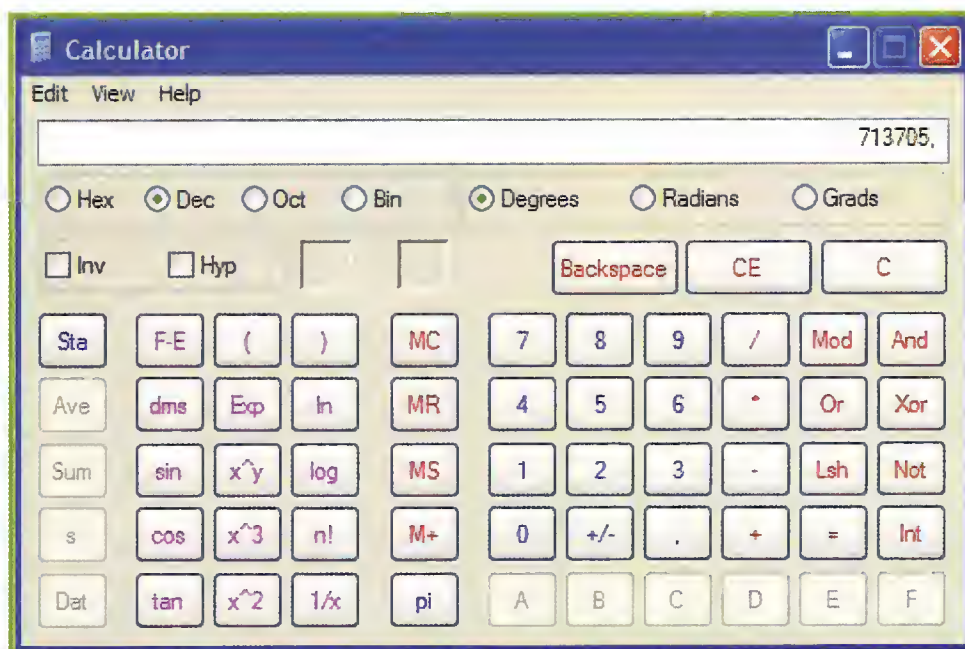 Calculator
Edit View Help
713705,
Hex Dec Oct Bin Degrees Radians Grads
Inv Hyp Backspace CE C
Sta F-E ( ) MC 7 8 9 / Mod And
Ave dms Exp ln MR 4 5 6 * Or Xor
Sum sin x^y log MS 1 2 3 - Lsh Not
s cos x^3 n! M+ 0 +/- . + = Int
Dat tan x^2 1/x pi A B C D E F